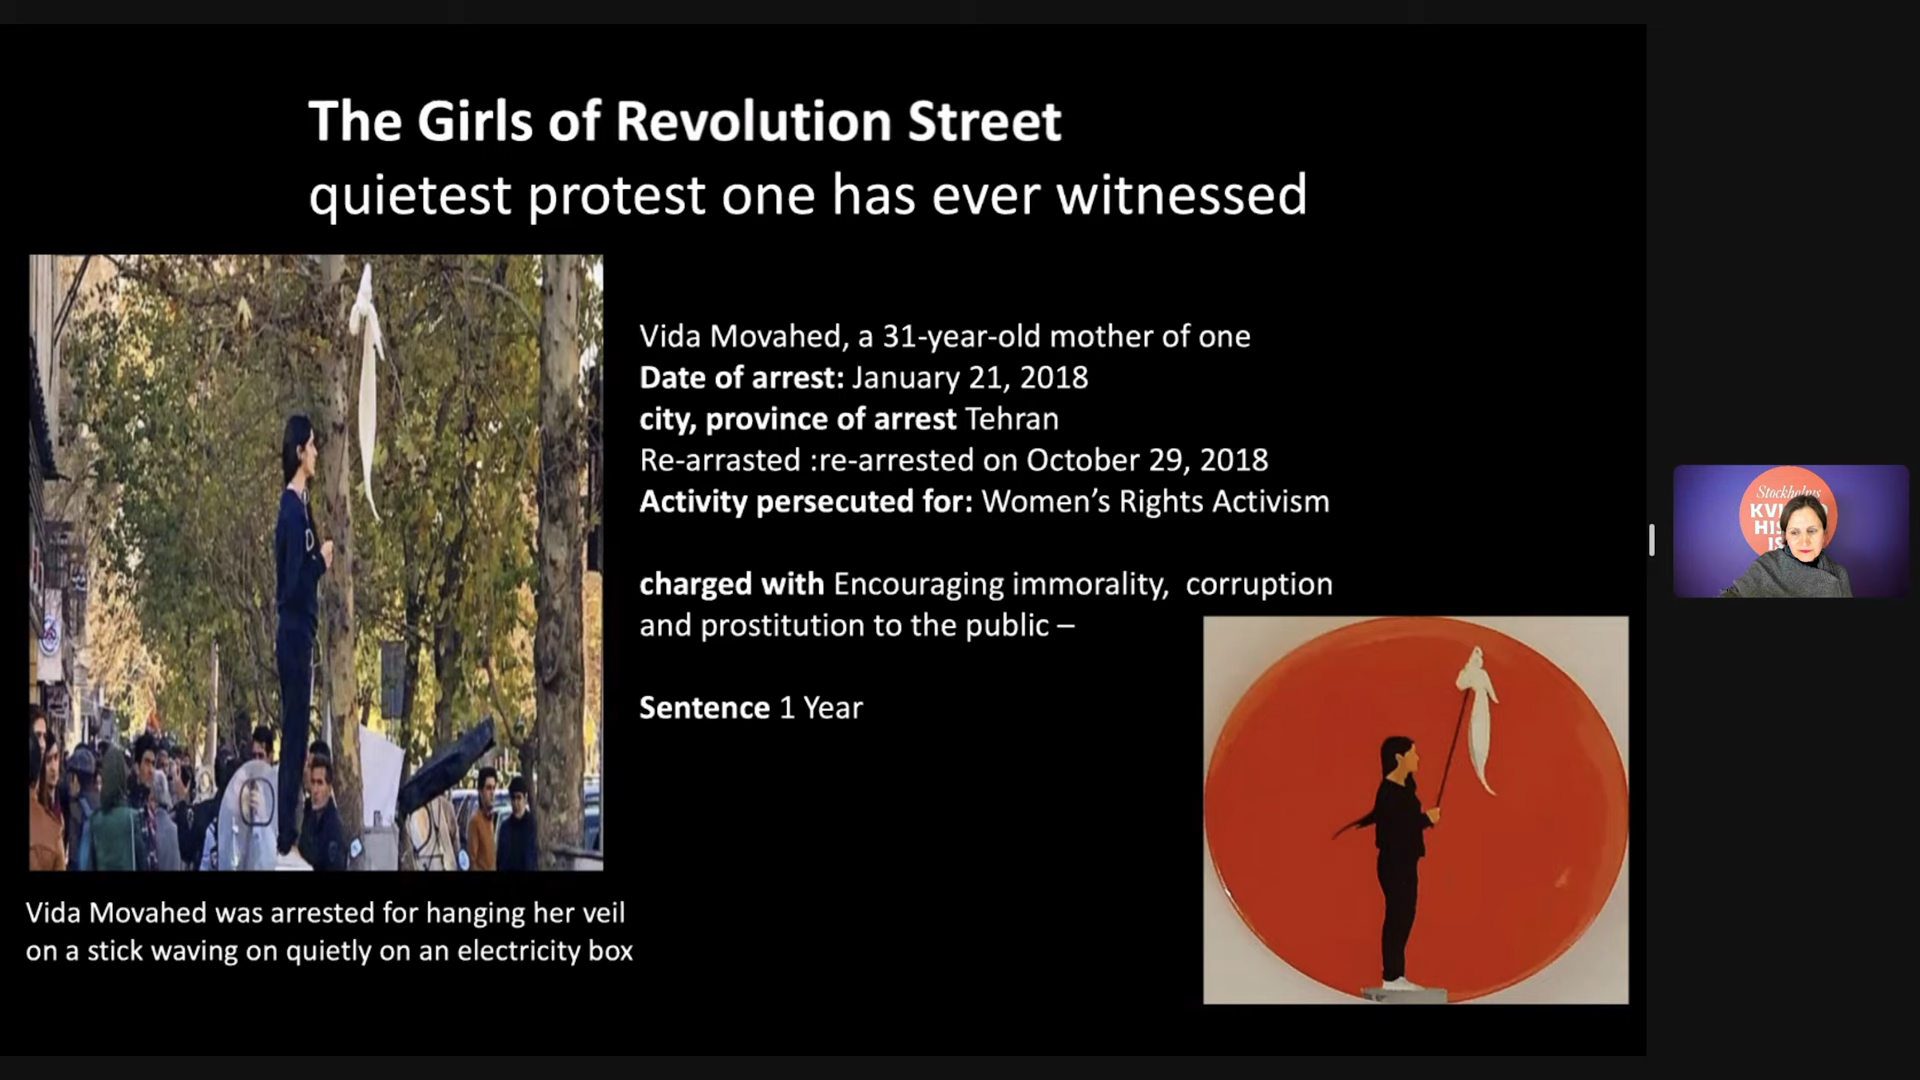 The Girls of Revolution Street
quietest protest one has ever witnessed
Vida Movahed, a 31-year-old mother of one
Date of arrest: January 21, 2018
city, province of arrest Tehran
Re-arrasted :re-arrested on October 29, 2018
Activity persecuted for: Women’s Rights Activism
charged with Encouraging immorality,  corruption
and prostitution to the public –
Sentence 1 Year
Vida Movahed was arrested for hanging her veil
on a stick waving on quietly on an electricity box
Stockholms